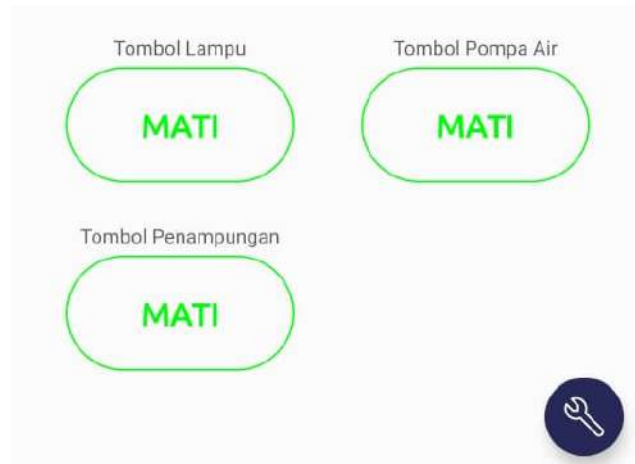 Tombol Lampu
Tombol Pompa Air
MATI
MATI
Tombol Penampungan
MATI